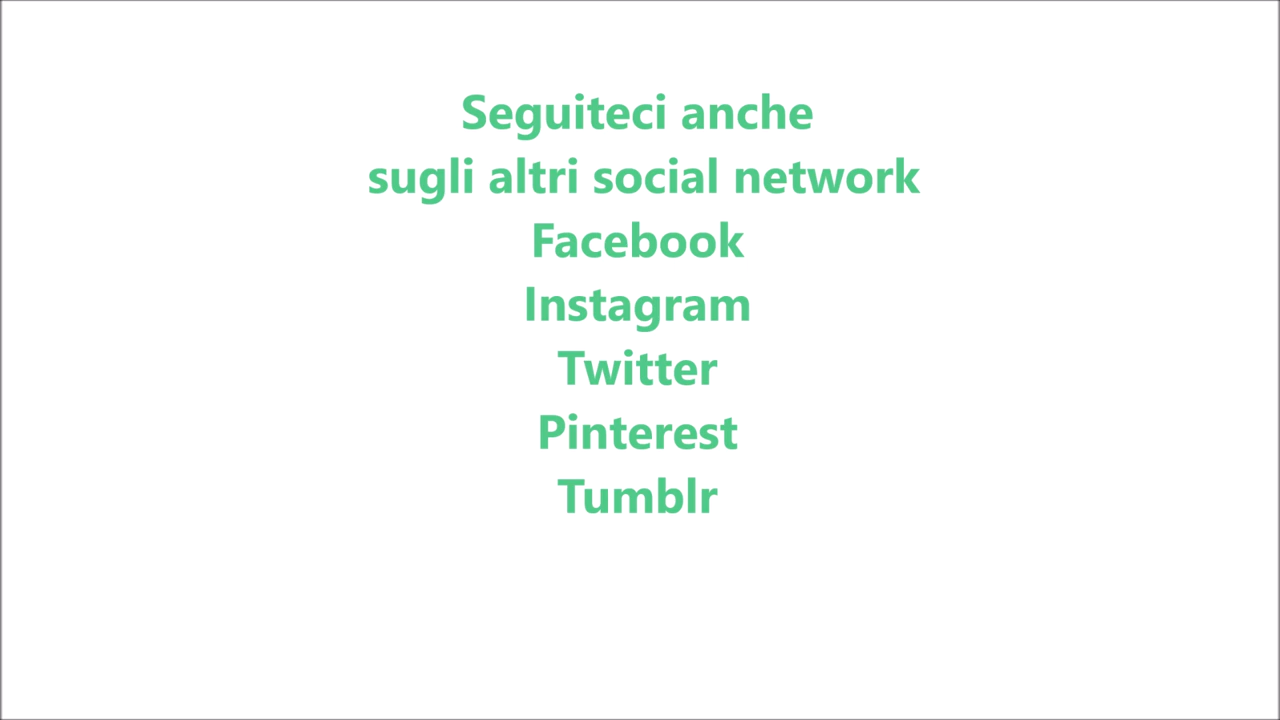 Seguiteci anche
sugli altri social network
Facebook
Instagram
Twitter
Pinterest
Tumblr